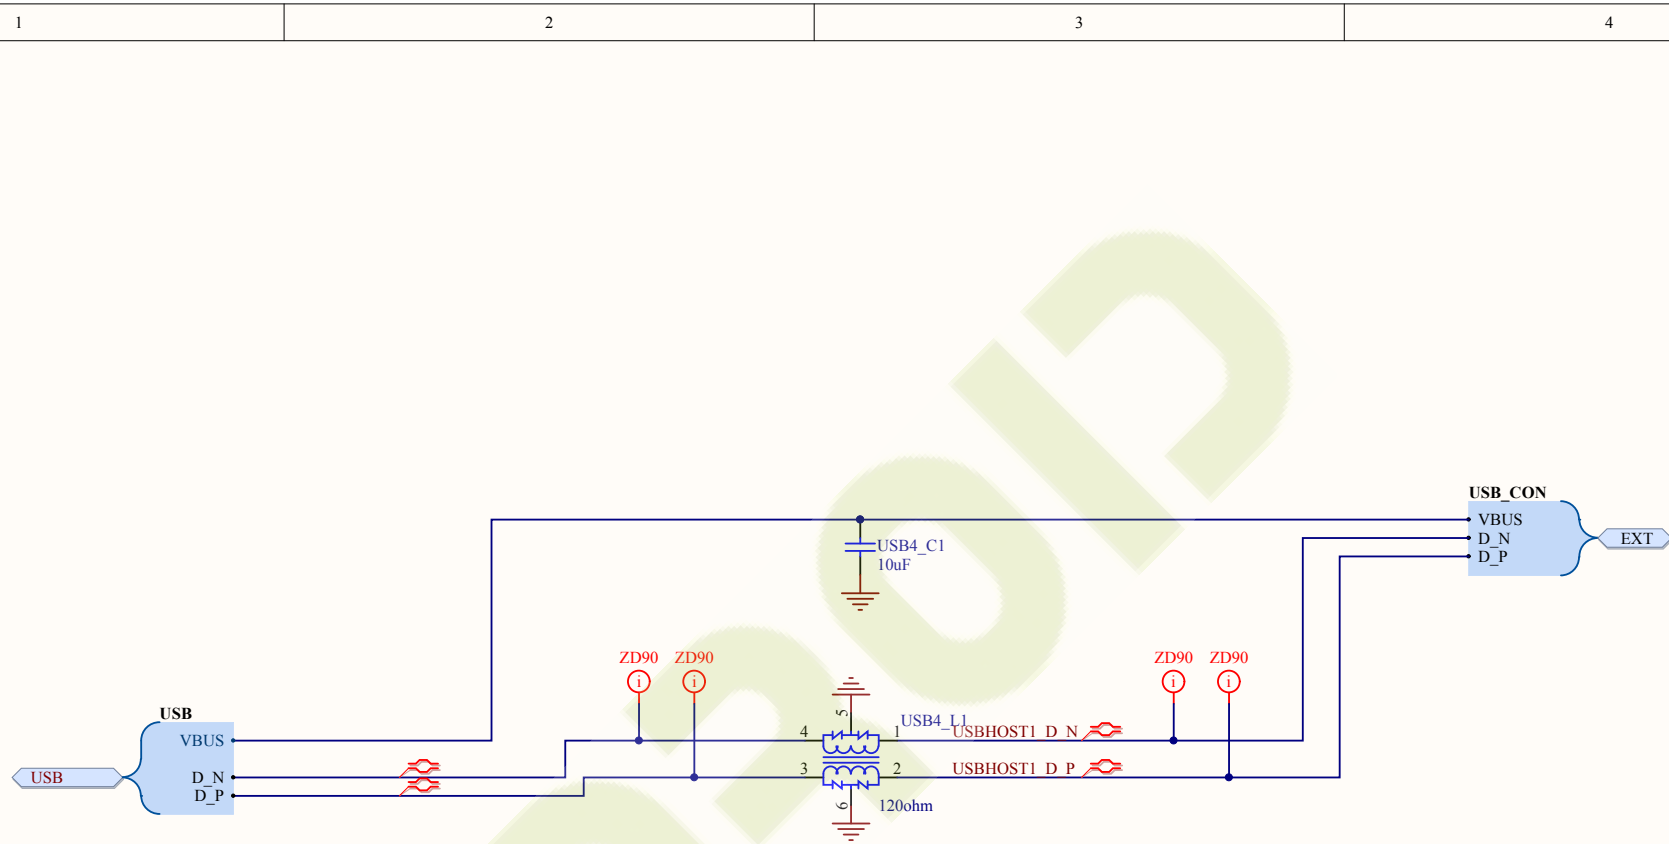 1 2 3 4
USB_CON
VBUS
D_N
D_P
EXT
USB4_C1
10uF
ZD90 ZD90 ZD90 ZD90
i i i i
USB
VBUS
D_N
D_P
USB
5
4 1
USB4_L1
USBHOST1_D_N
3 2
USBHOST1_D_P
6
120ohm